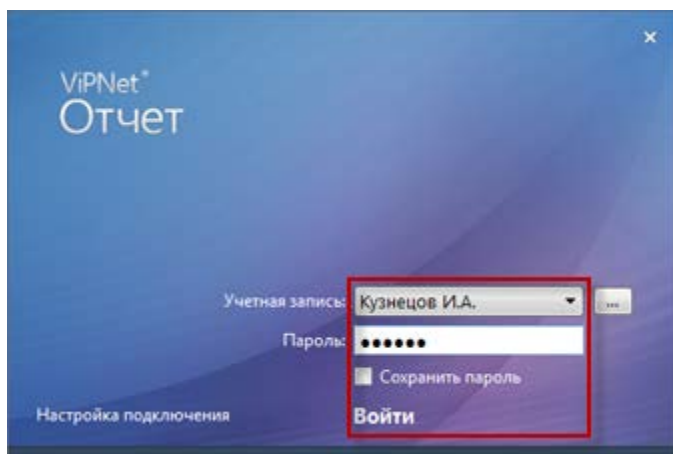 ViPNet®
Отчет
Учетная запись: Кузнецов И.А. ...
Пароль: ●●●●●●
Сохранить пароль
Настройка подключения Войти